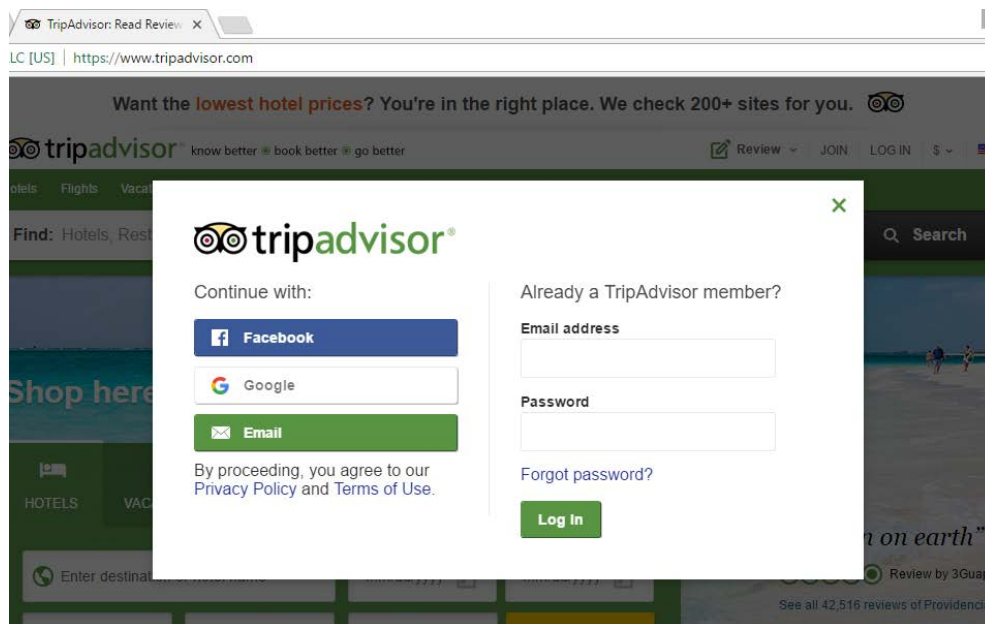 TripAdvisor: Read Review
LC [US] https://www.tripadvisor.com
Want the lowest hotel prices? You're in the right place. We check 200+ sites for you.
tripadvisor® know better book better go better
Review JOIN LOG IN $
otels Flights Vacat
Find: Hotels, Rest
Search
tripadvisor®
Continue with:
Facebook
Google
Email
By proceeding, you agree to our
Privacy Policy and Terms of Use.
Already a TripAdvisor member?
Email address
Password
Forgot password?
Log In
Shop here
HOTELS VAC
on earth”
Enter destinat
Review by 3Guap
See all 42,516 reviews of Providenci